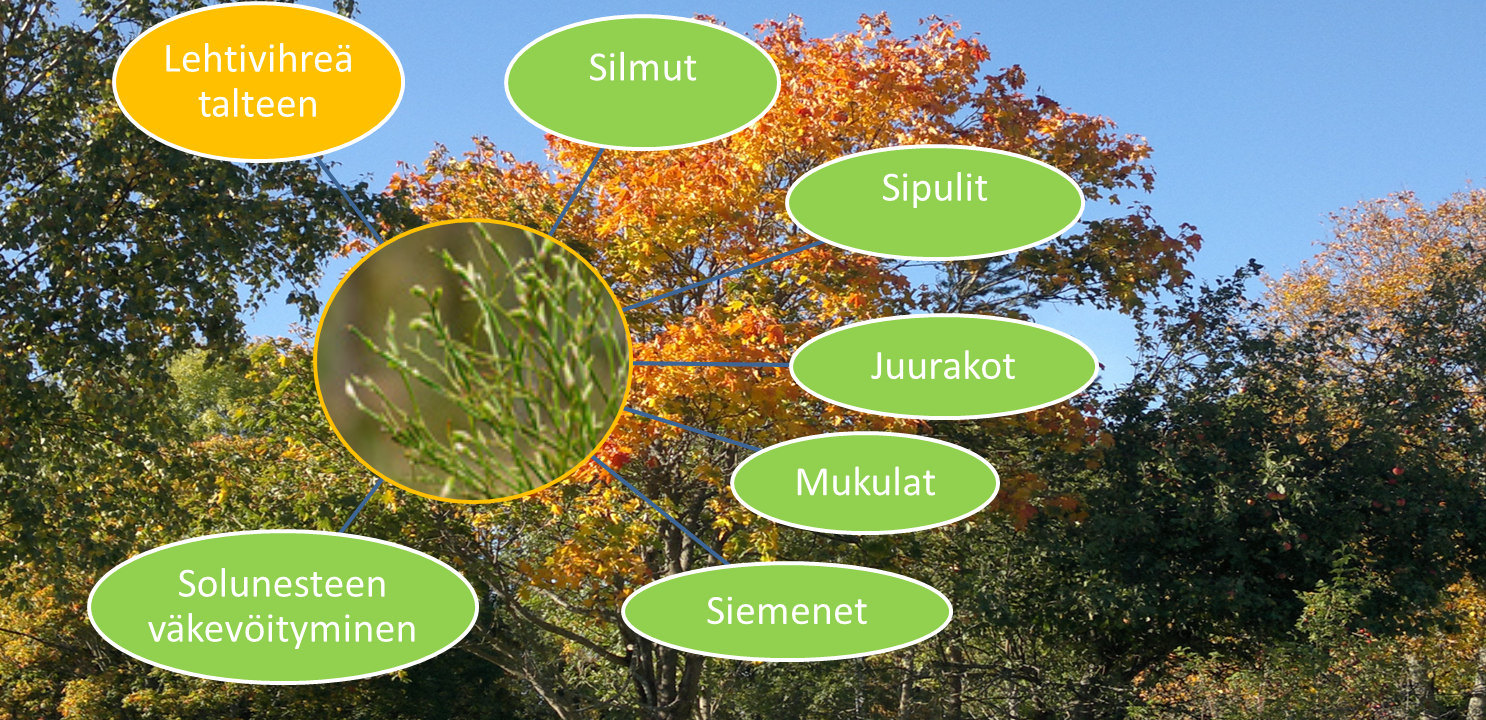 Lehtivihreä
talteen
Silmut
Sipulit
Juurakot
Mukulat
Siemenet
Solunesteen
väkevöityminen